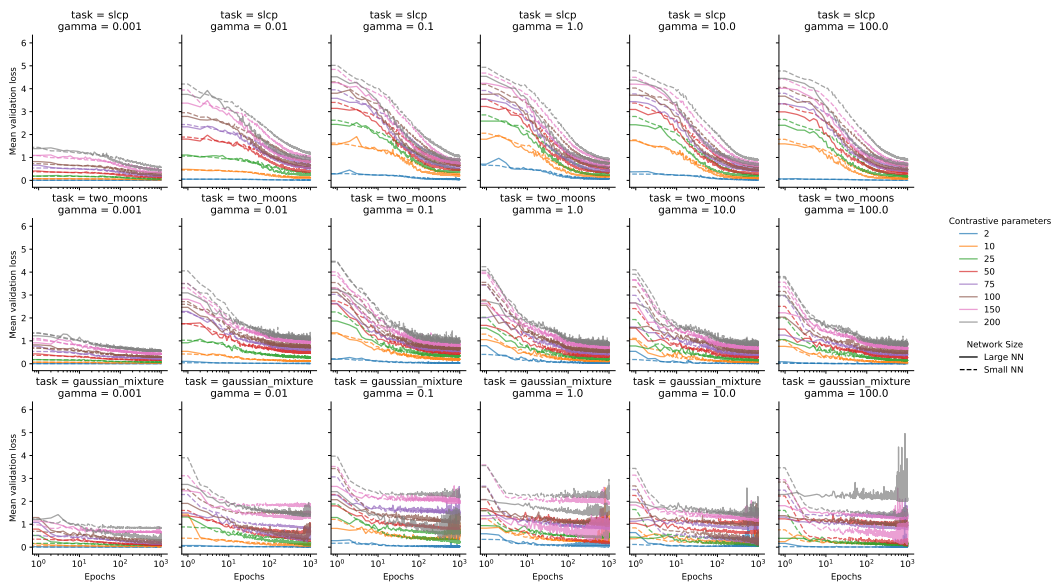 task = slcp
gamma = 0.001
task = slcp
gamma = 0.01
task = slcp
gamma = 0.1
task = slcp
gamma = 1.0
task = slcp
gamma = 10.0
task = slcp
gamma = 100.0
Mean validation loss
6
5
4
3
2
1
0
task = two_moons
gamma = 0.001
task = two_moons
gamma = 0.01
task = two_moons
gamma = 0.1
task = two_moons
gamma = 1.0
task = two_moons
gamma = 10.0
task = two_moons
gamma = 100.0
Mean validation loss
6
5
4
3
2
1
0
task = gaussian_mixture
gamma = 0.001
task = gaussian_mixture
gamma = 0.01
task = gaussian_mixture
gamma = 0.1
task = gaussian_mixture
gamma = 1.0
task = gaussian_mixture
gamma = 10.0
task = gaussian_mixture
gamma = 100.0
Mean validation loss
6
5
4
3
2
1
0
10⁰ 10¹ 10² 10³
10⁰ 10¹ 10² 10³
10⁰ 10¹ 10² 10³
10⁰ 10¹ 10² 10³
10⁰ 10¹ 10² 10³
10⁰ 10¹ 10² 10³
Epochs
Epochs
Epochs
Epochs
Epochs
Epochs
Contrastive parameters
2
10
25
50
75
100
150
200
Network Size
Large NN
Small NN